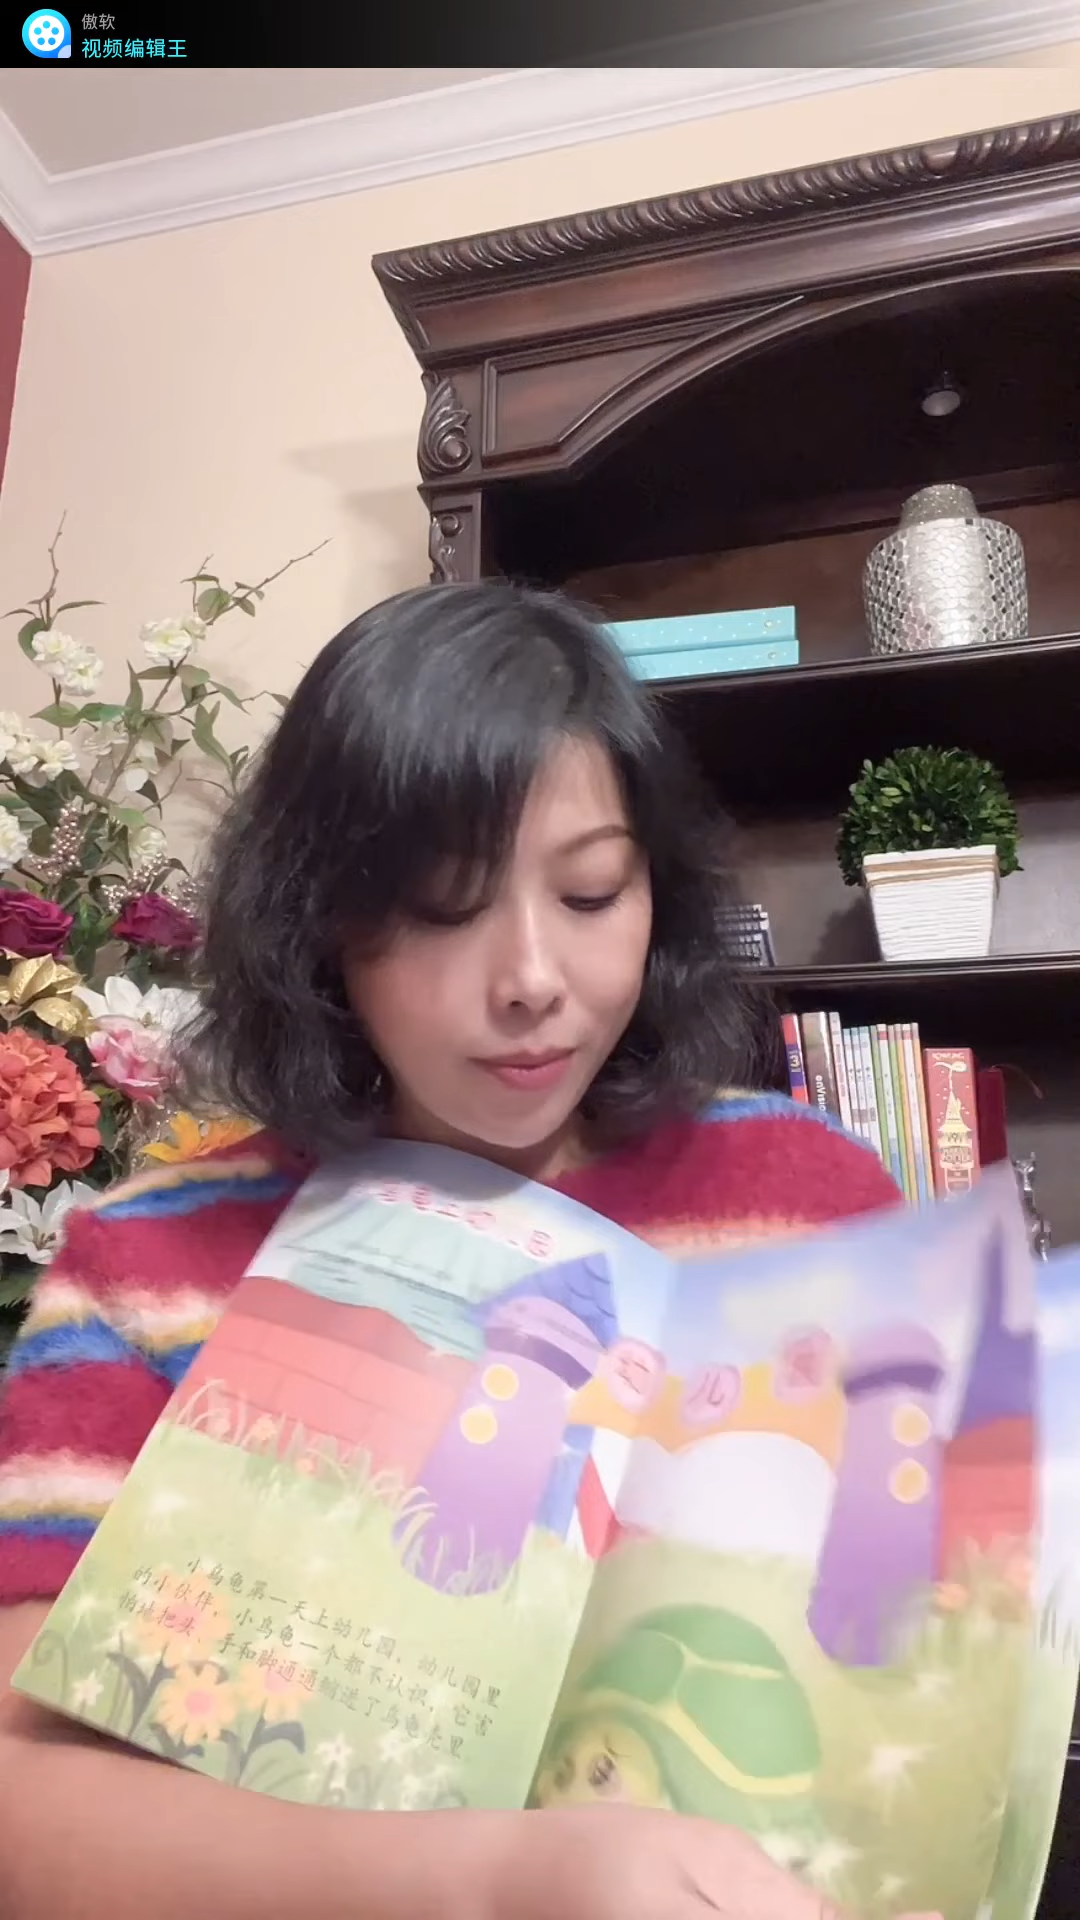 傲软
视频编辑王
3
enVision
幼儿园
小乌龟第一天上幼儿园,幼儿园里
的小伙伴,小乌龟一个都不认识,它害
怕地把头、手和脚通通缩进了乌龟壳里